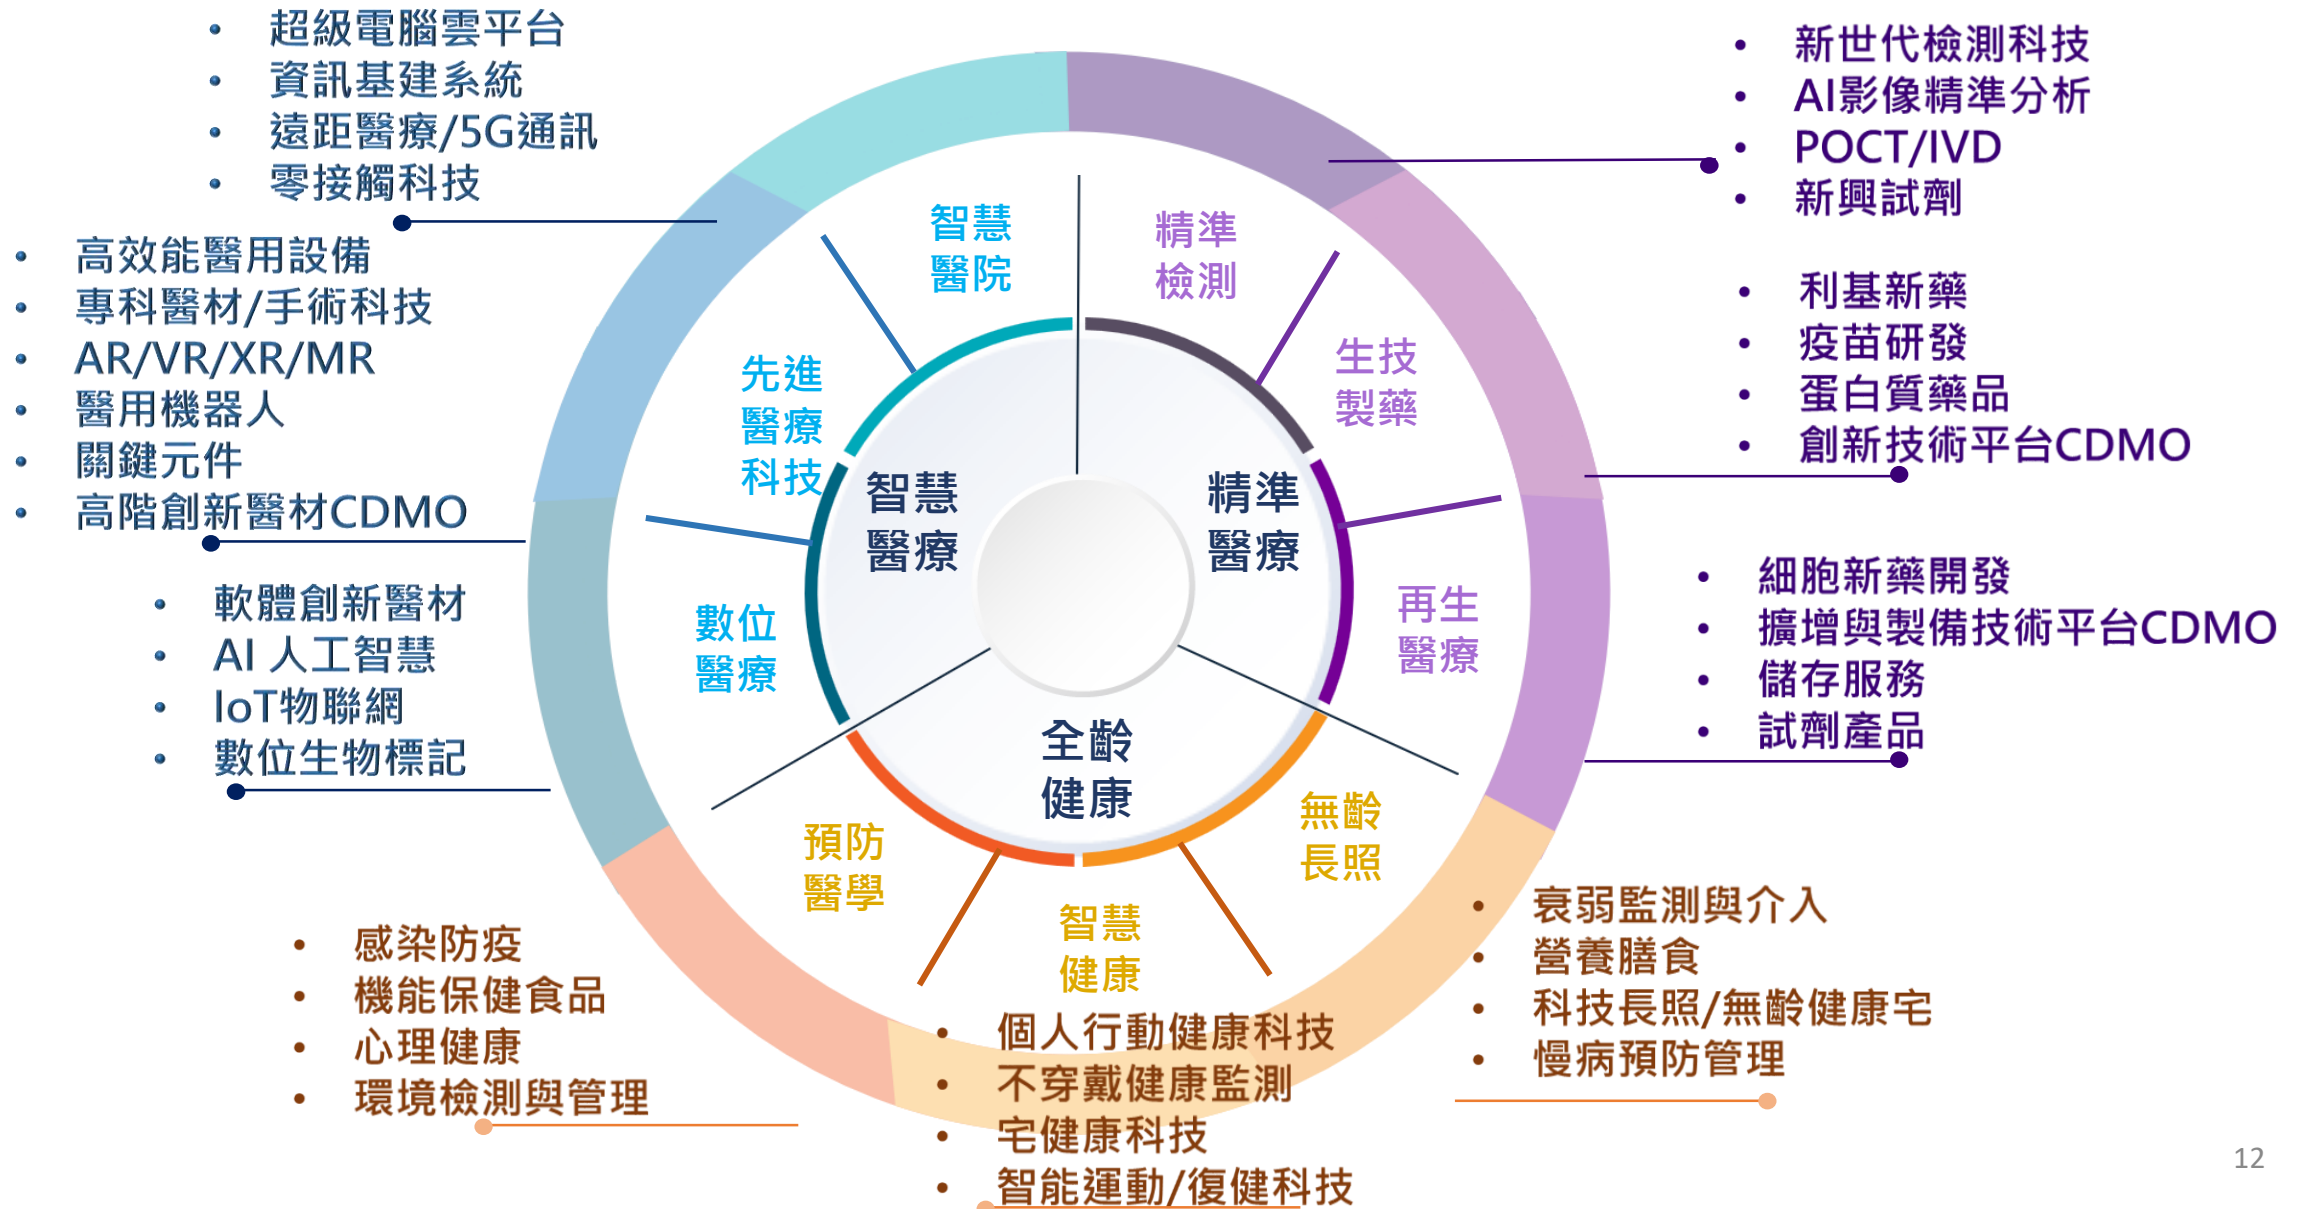 • 超級電腦雲平台
• 資訊基建系統
• 遠距醫療/5G通訊
• 零接觸科技
• 高效能醫用設備
• 專科醫材/手術科技
• AR/VR/XR/MR
• 醫用機器人
• 關鍵元件
• 高階創新醫材CDMO
• 軟體創新醫材
• AI 人工智慧
• IoT物聯網
• 數位生物標記
智慧
醫院
先進
醫療
科技
數位
醫療
智慧
醫療
精準
檢測
生技
製藥
再生
醫療
精準
醫療
全齡
健康
預防
醫學
智慧
健康
無齡
長照
• 新世代檢測科技
• AI影像精準分析
• POCT/IVD
• 新興試劑
• 利基新藥
• 疫苗研發
• 蛋白質藥品
• 創新技術平台CDMO
• 細胞新藥開發
• 擴增與製備技術平台CDMO
• 儲存服務
• 試劑產品
• 感染防疫
• 機能保健食品
• 心理健康
• 環境檢測與管理
• 個人行動健康科技
• 不穿戴健康監測
• 宅健康科技
• 智能運動/復健科技
• 衰弱監測與介入
• 營養膳食
• 科技長照/無齡健康宅
• 慢病預防管理
12